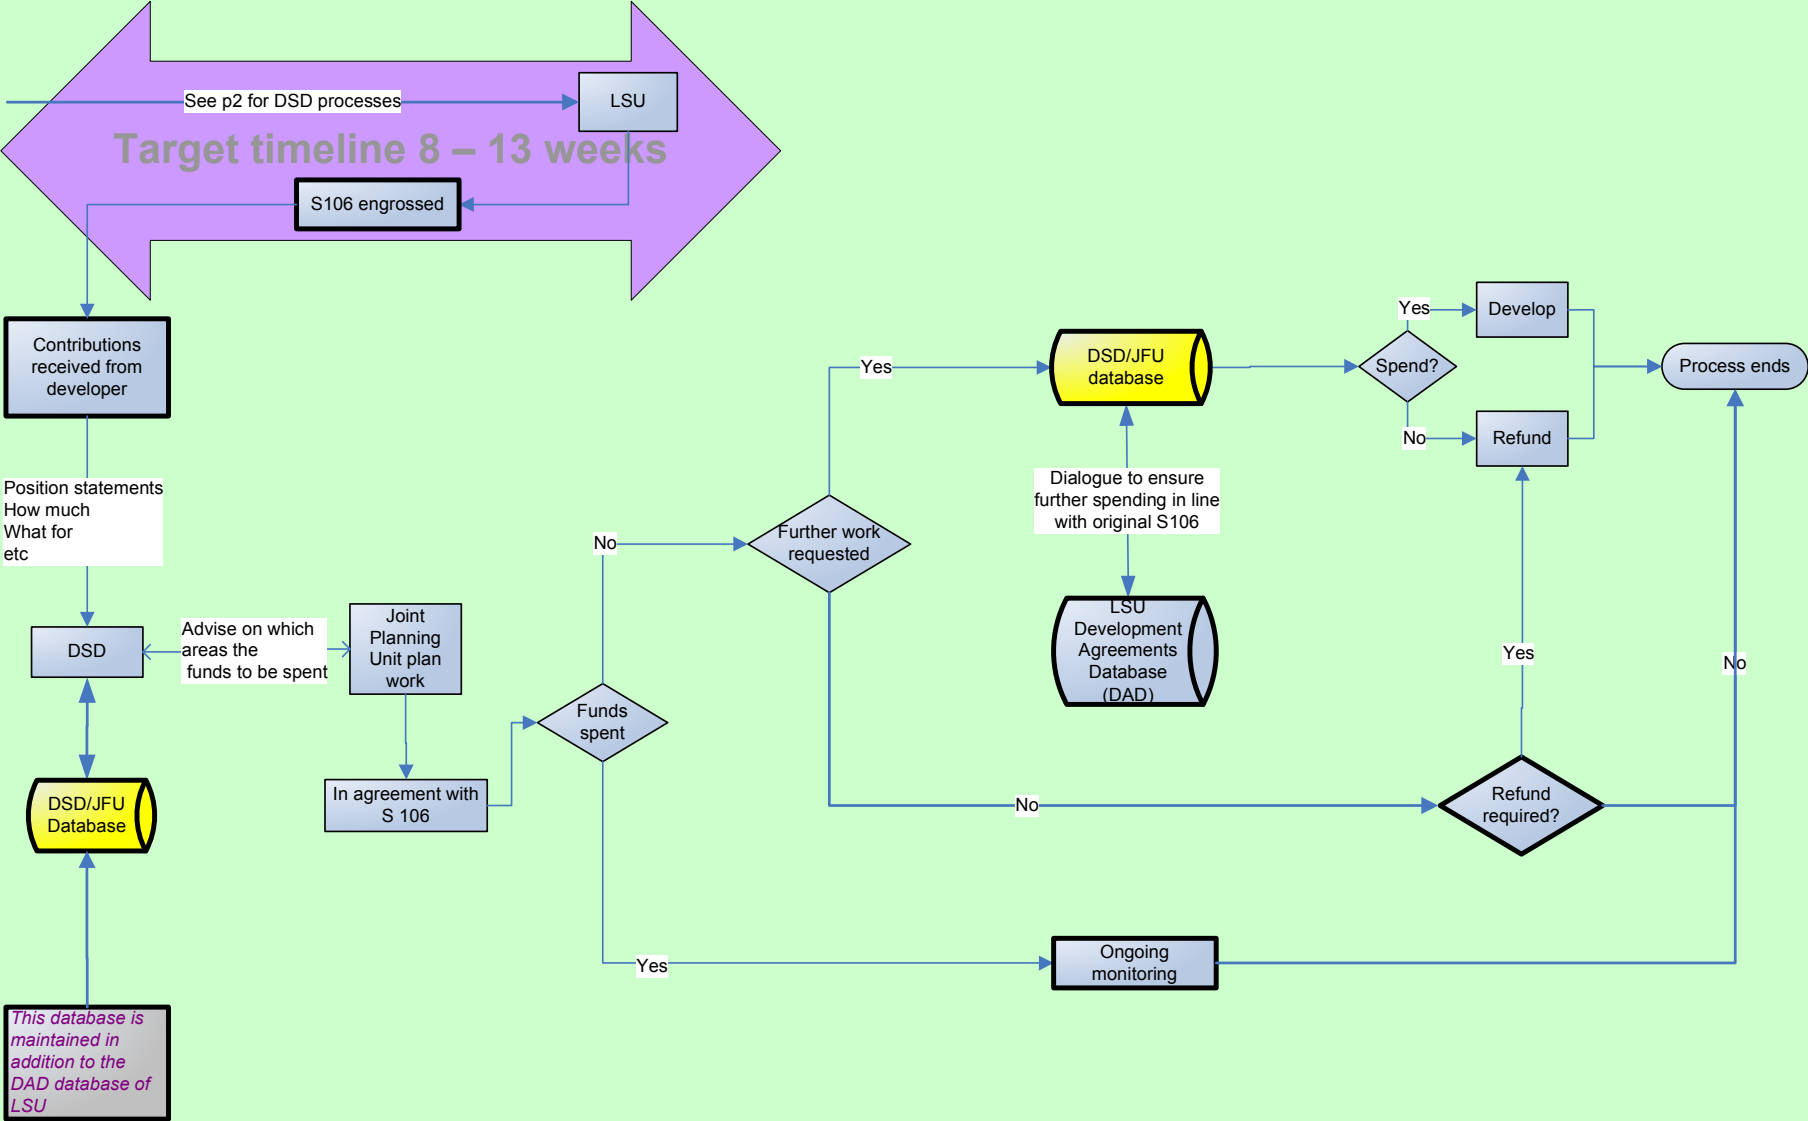 See p2 for DSD processes
LSU
Target timeline 8 – 13 weeks
S106 engrossed
Contributions
received from
developer
Position statements
How much
What for
etc
DSD
Advise on which
areas the
funds to be spent
Joint
Planning
Unit plan
work
DSD/JFU
Database
In agreement with
S 106
This database is
maintained in
addition to the
DAD database of
LSU
Funds
spent
No
Yes
Further work
requested
Yes
No
DSD/JFU
database
Dialogue to ensure
further spending in line
with original S106
LSU
Development
Agreements
Database
(DAD)
Ongoing
monitoring
Spend?
Yes
No
Develop
Refund
Yes
Refund
required?
No
Process ends